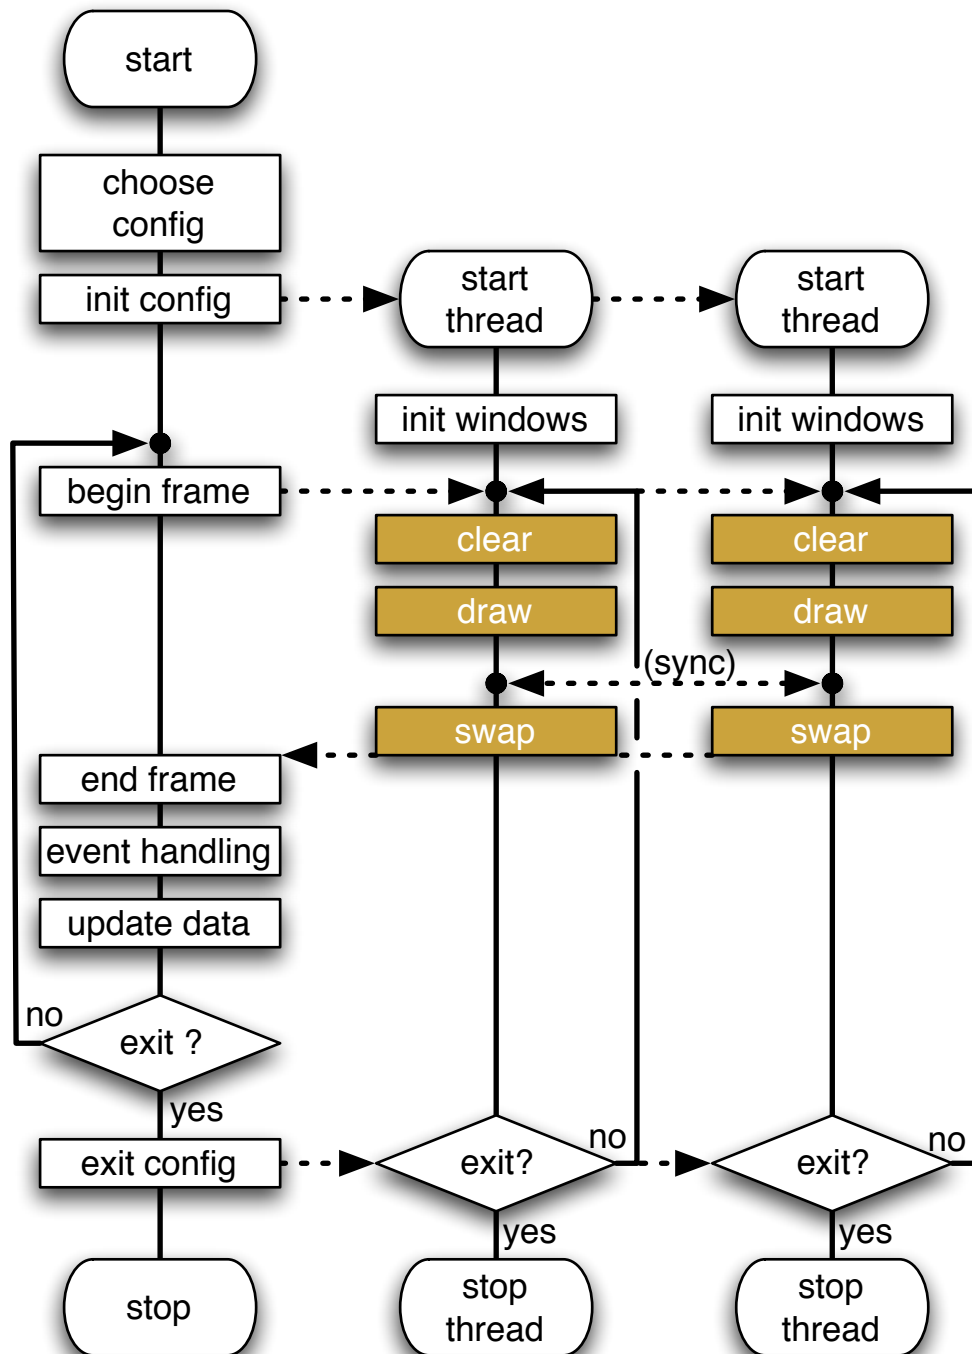 start
choose
config
init config
start
thread
start
thread
init windows
init windows
begin frame
clear
clear
draw
draw
(sync)
swap
swap
end frame
event handling
update data
no
exit ?
yes
exit config
exit?
no
exit?
no
yes
yes
stop
stop
thread
stop
thread